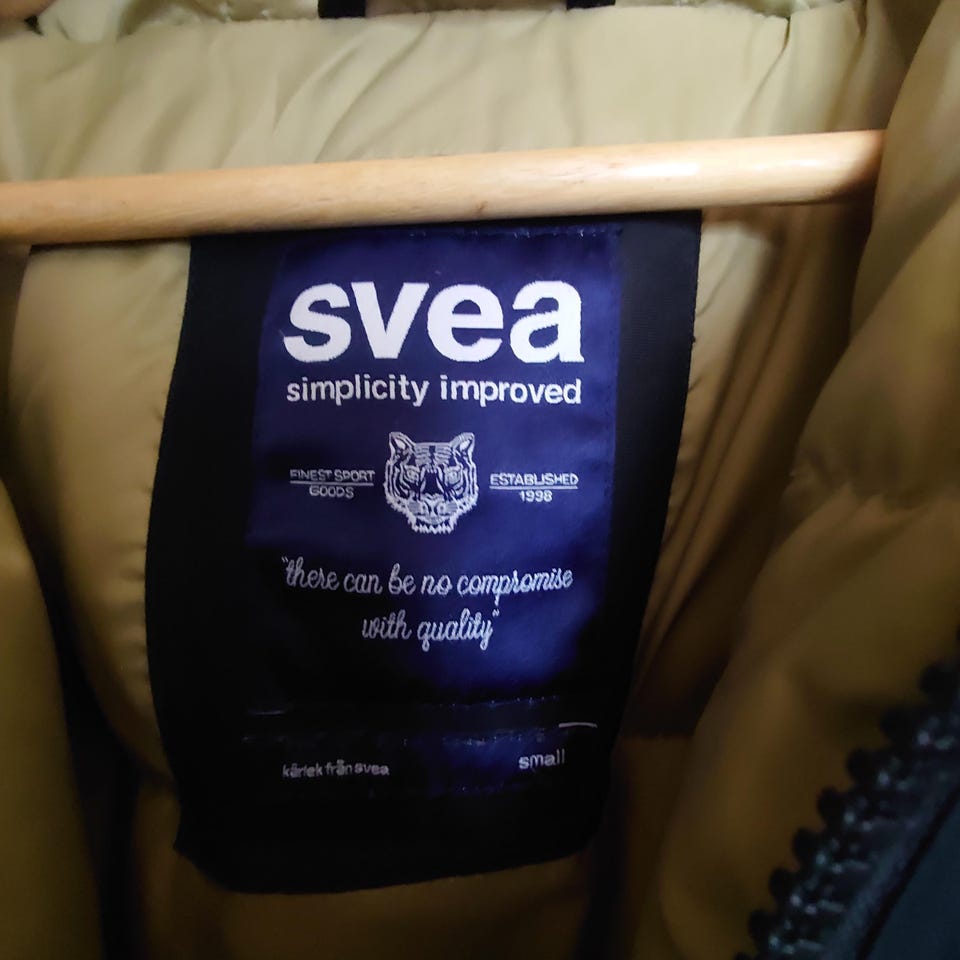 svea
simplicity improved
FINEST SPORT
GOODS
ESTABLISHED
1998
"there can be no compromise
with quality"
kärlek från svea
small